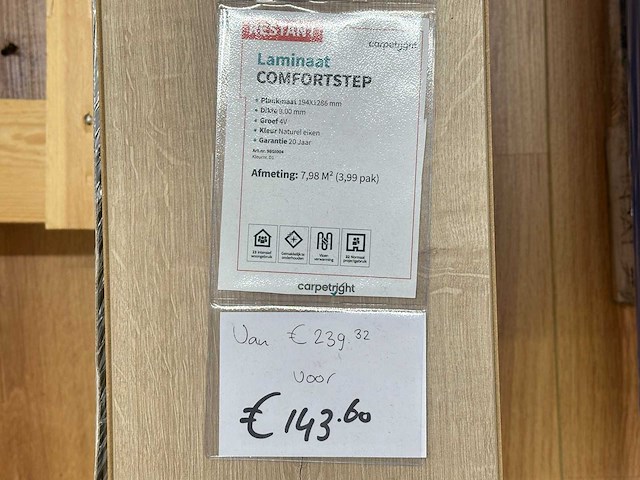 RESTANT
carpetright
Laminaat
COMFORTSTEP
+ Plankmaat 194X1286 mm
+ Dikte 8,00 mm
+ Groef 4V
+ Kleur Naturel eiken
+ Garantie 20 Jaar
Afmeting: 7,98 M² (3,99 pak)
carpetright
Van € 239 32
voor
€ 143.60